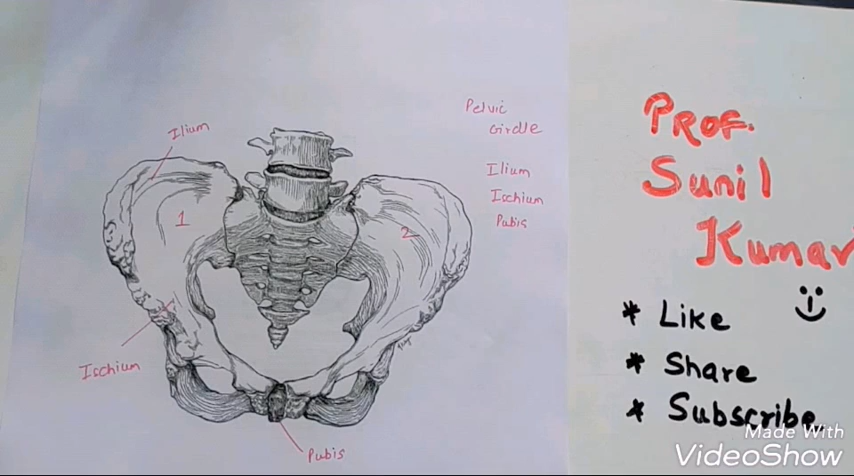 Ilium
1
2
Ischium
Pubis
Pelvic
Girdle
Ilium
Ischium
Pubis
PROF.
Sunil
Kumar
* Like
* Share
* Subscribe
Made With
VideoShow